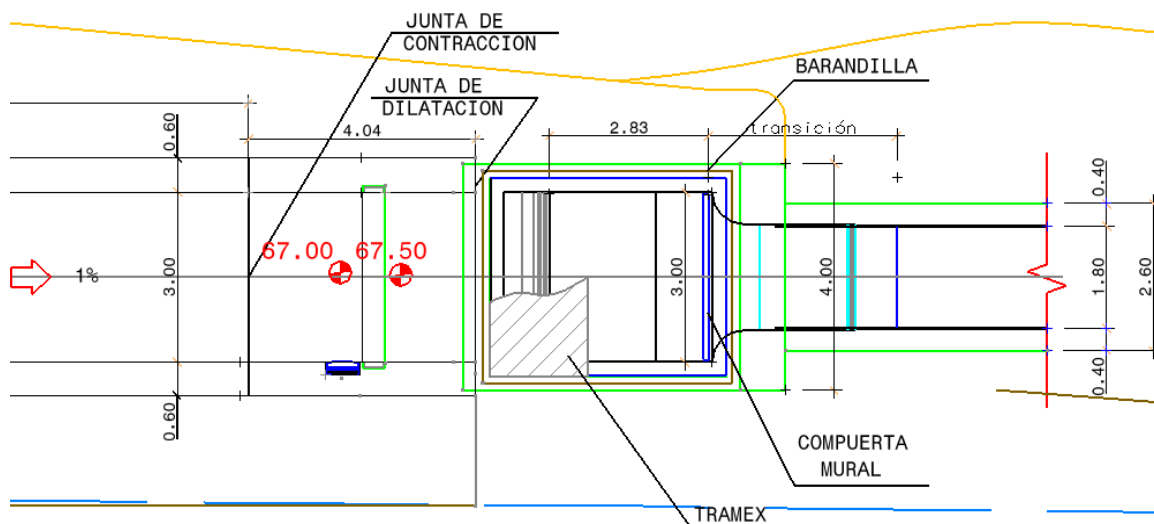 JUNTA DE
CONTRACCION
JUNTA DE
DILATACION
BARANDILLA
0.60
4.04
2.83
transición
0.40
67.00
67.50
1%
3.00
3.00
4.00
1.80
2.60
0.60
0.40
COMPUERTA
MURAL
TRAMEX